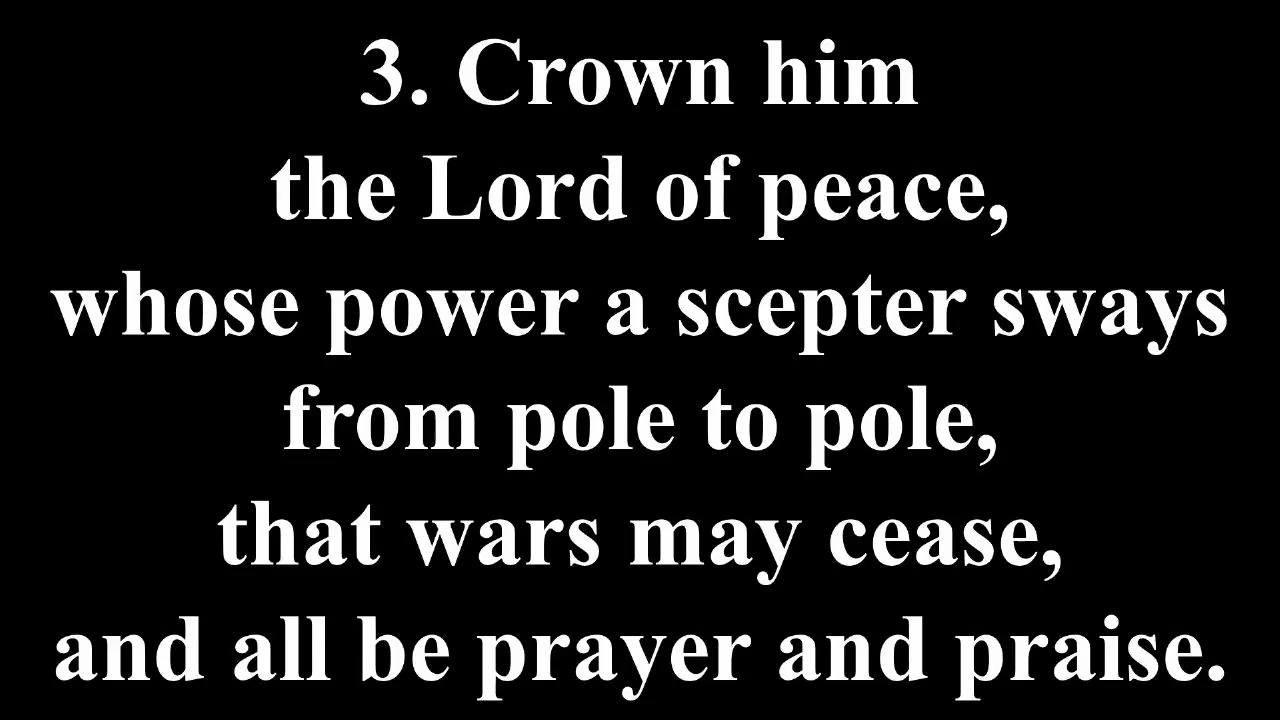 3. Crown him
the Lord of peace,
whose power a scepter sways
from pole to pole,
that wars may cease,
and all be prayer and praise.